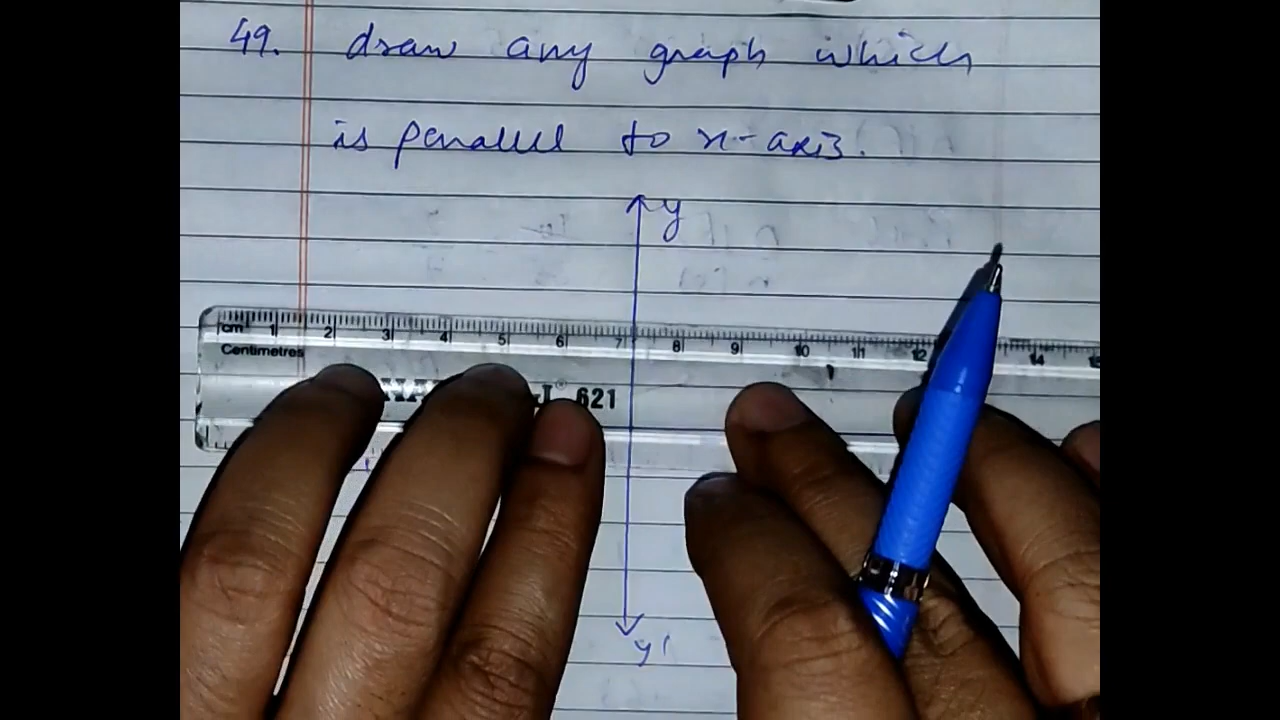 49. draw any graph which
is parallel to x-axis.
y
cm 1 2 3 4 5 6 7 8 9 10 11 12 14
Centimetres
621
y'